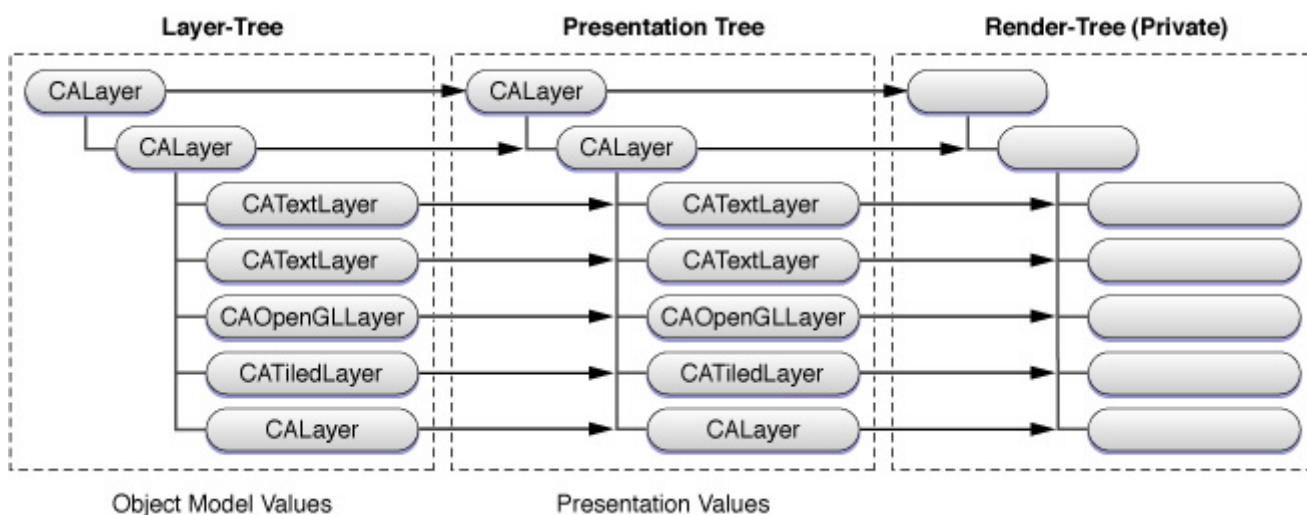 Layer-Tree Presentation Tree Render-Tree (Private)
CALayer CALayer
CALayer CALayer
CATextLayer CATextLayer
CATextLayer CATextLayer
CAOpenGLLayer CAOpenGLLayer
CATiledLayer CATiledLayer
CALayer CALayer
Object Model Values Presentation Values